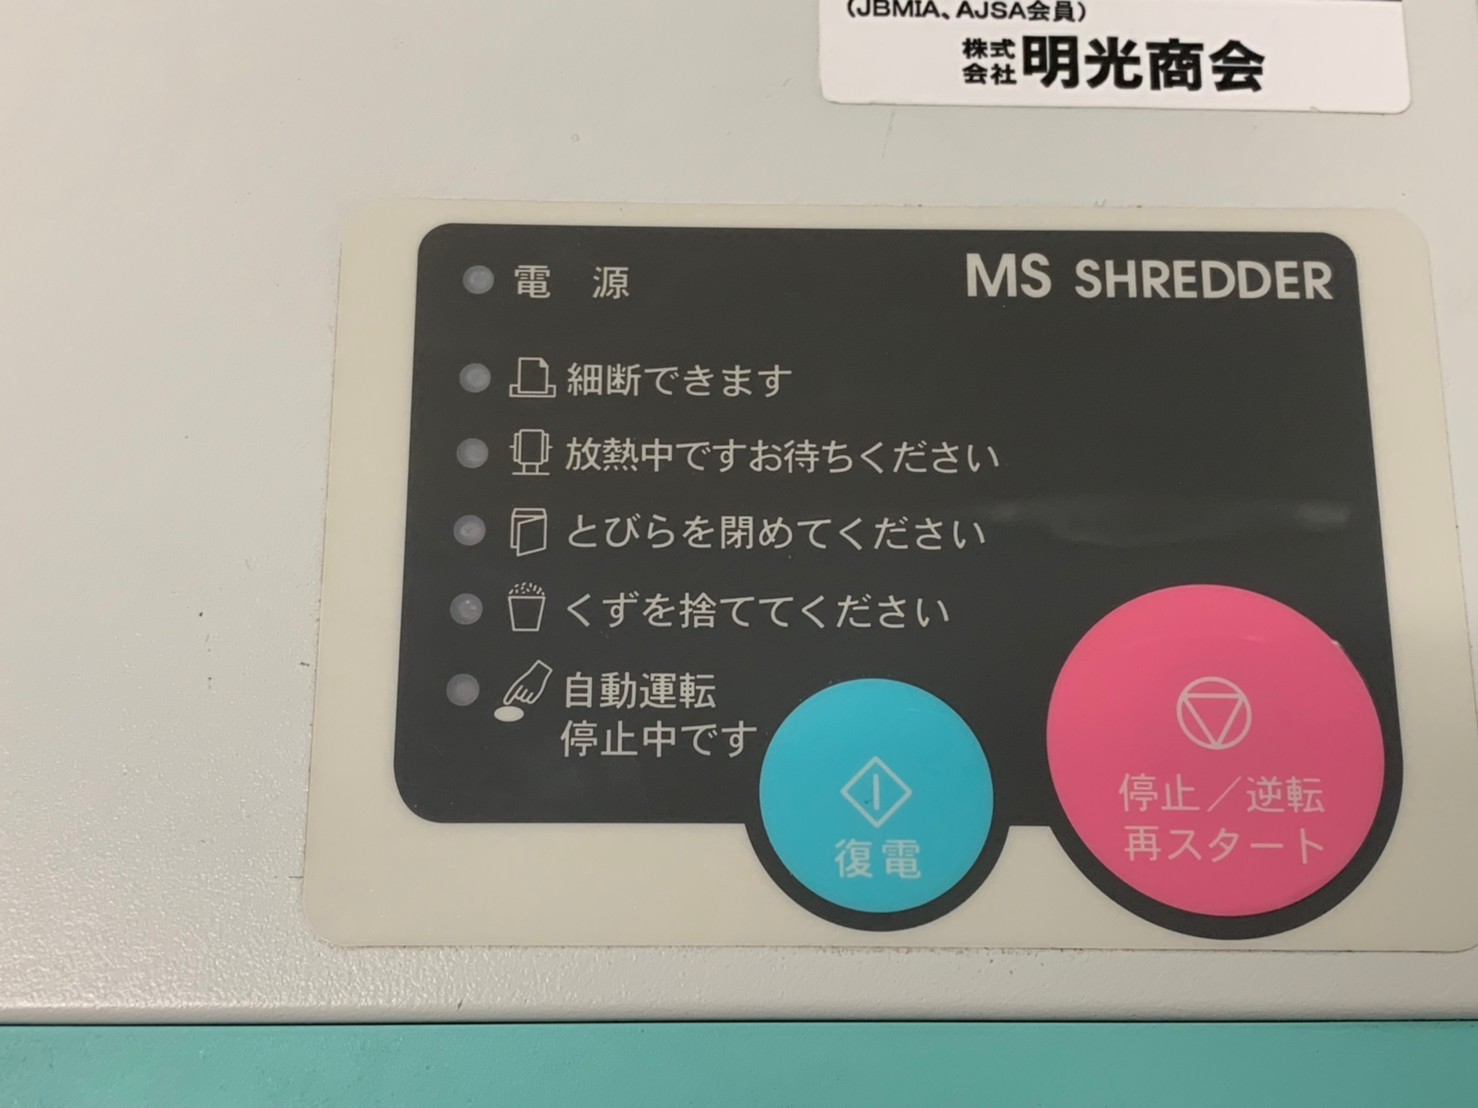 (JBMIA、AJSA会員)
株式会社明光商会
電 源
MS SHREDDER
細断できます
放熱中ですお待ちください
とびらを閉めてください
くずを捨ててください
自動運転
停止中です
復電
停止／逆転
再スタート